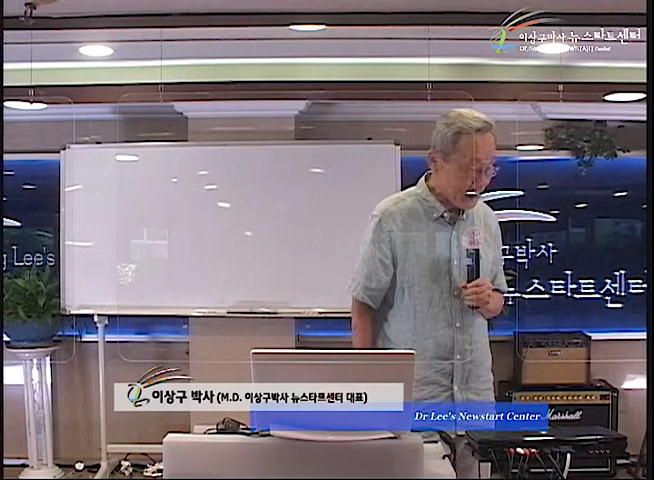 이상구박사 뉴스타트센터
g Lee's
구박사
뉴스타트센터
이상구 박사 (M.D. 이상구박사 뉴스타트센터 대표)
Dr Lee's Newstart Center
Marshall